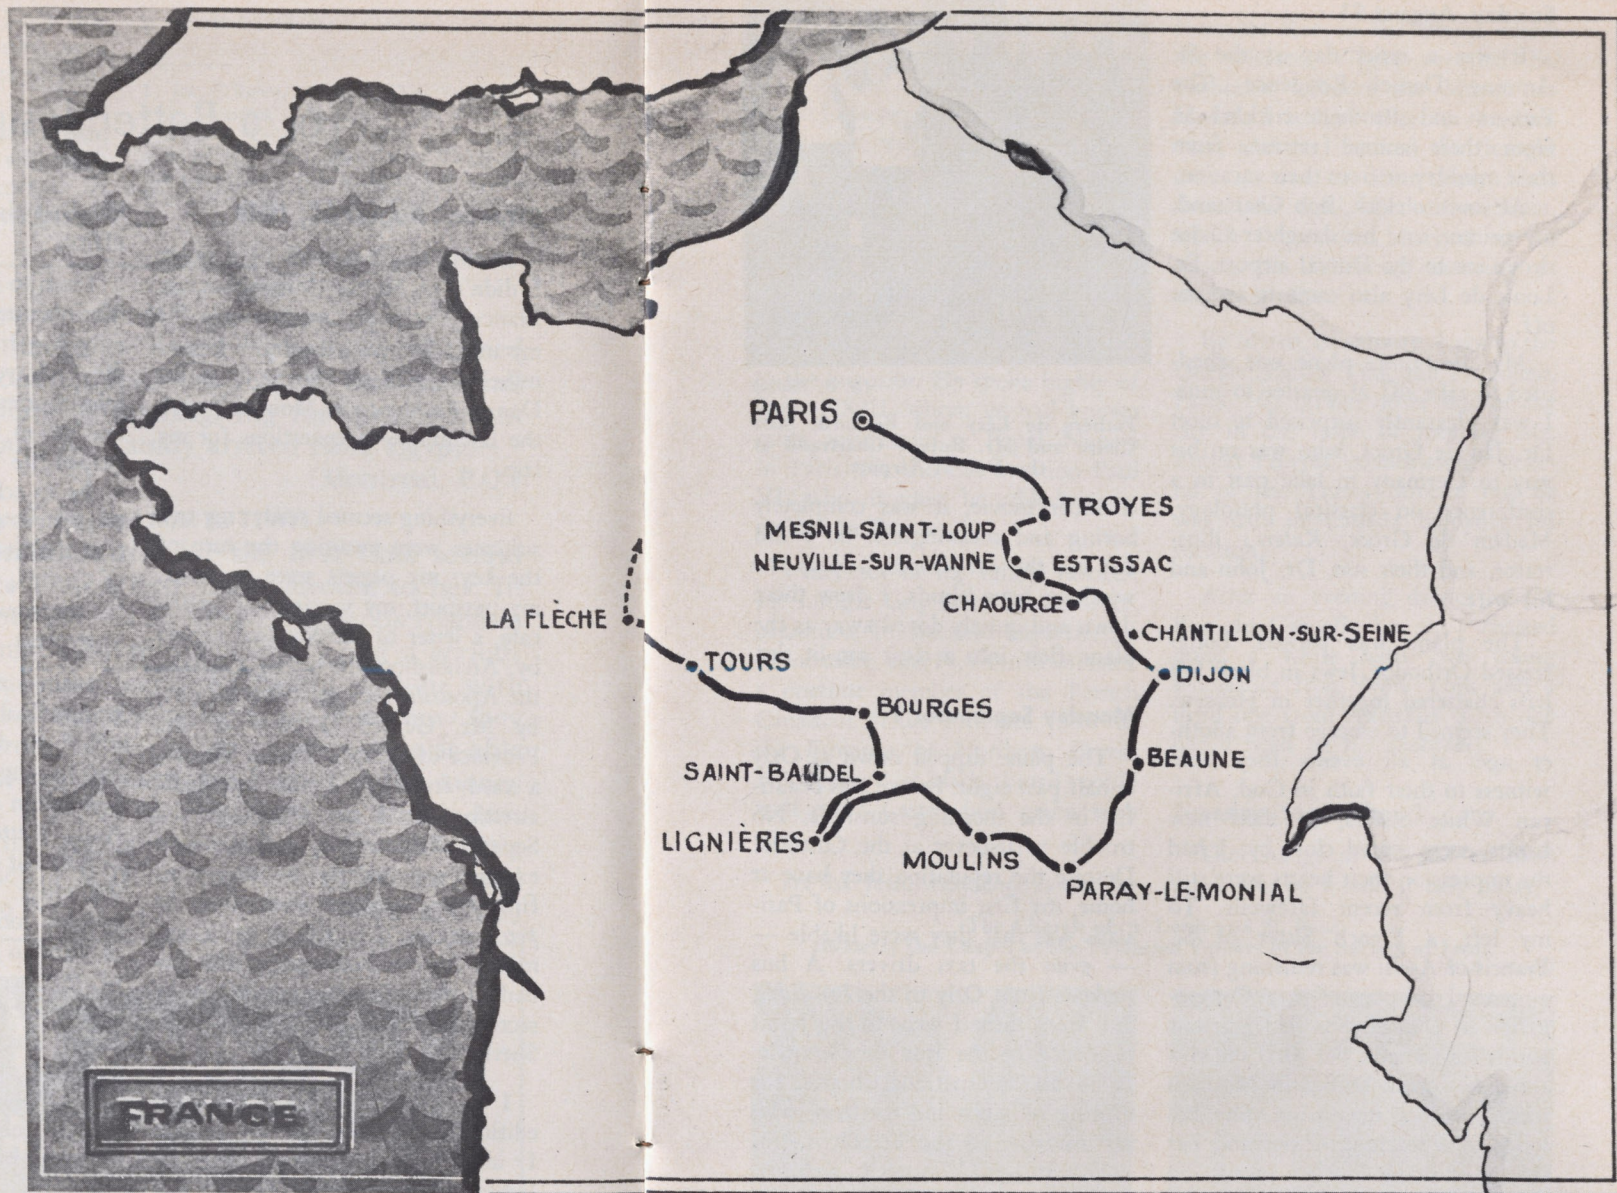 PARIS
TROYES
MESNIL SAINT-LOUP
NEUVILLE-SUR-VANNE
ESTISSAC
CHAOURCE
LA FLÈCHE
CHANTILLON-SUR-SEINE
TOURS
DIJON
BOURGES
BEAUNE
SAINT-BAUDEL
LIGNIÈRES
MOULINS
PARAY-LE-MONIAL
FRANCE